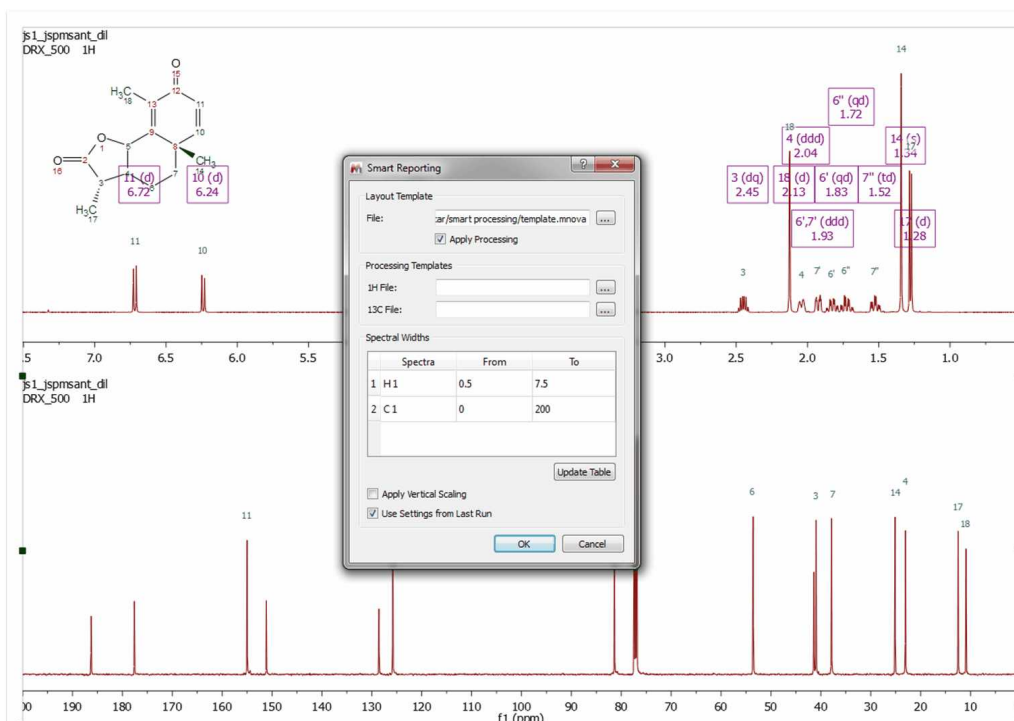 js1_jspmsant_dil
DRX_500 1H
O
15
12
H3C
18
13
11
9
10
O
1
5
8
CH3
14
7
O
2
16
3
H3C
17
11 (d)
6.72
10 (d)
6.24
11
10
14
6'' (qd)
1.72
18
4 (ddd)
2.04
14 (s)
1.34
17
3 (dq)
2.45
18 (d)
2.13
6' (qd)
1.83
7'' (td)
1.52
6',7' (ddd)
1.93
17 (d)
1.28
3
4
7'
6'
6''
7''
Smart Reporting
Layout Template
File:
:ar/smart processing/template.mnova
...
Apply Processing
Processing Templates
1H File:
...
13C File:
...
Spectral Widths
Spectra From To
1 H1 0.5 7.5
2 C1 0 200
Update Table
Apply Vertical Scaling
Use Settings from Last Run
OK Cancel
.5 7.0 6.5 6.0 5.5 3.0 2.5 2.0 1.5 1.0
js1_jspmsant_dil
DRX_500 1H
11
6
3
7
14
4
17
18
00 190 180 170 160 150 140 130 120 110 100 90 80 70 60 50 40 30 20 10
f1 (ppm)